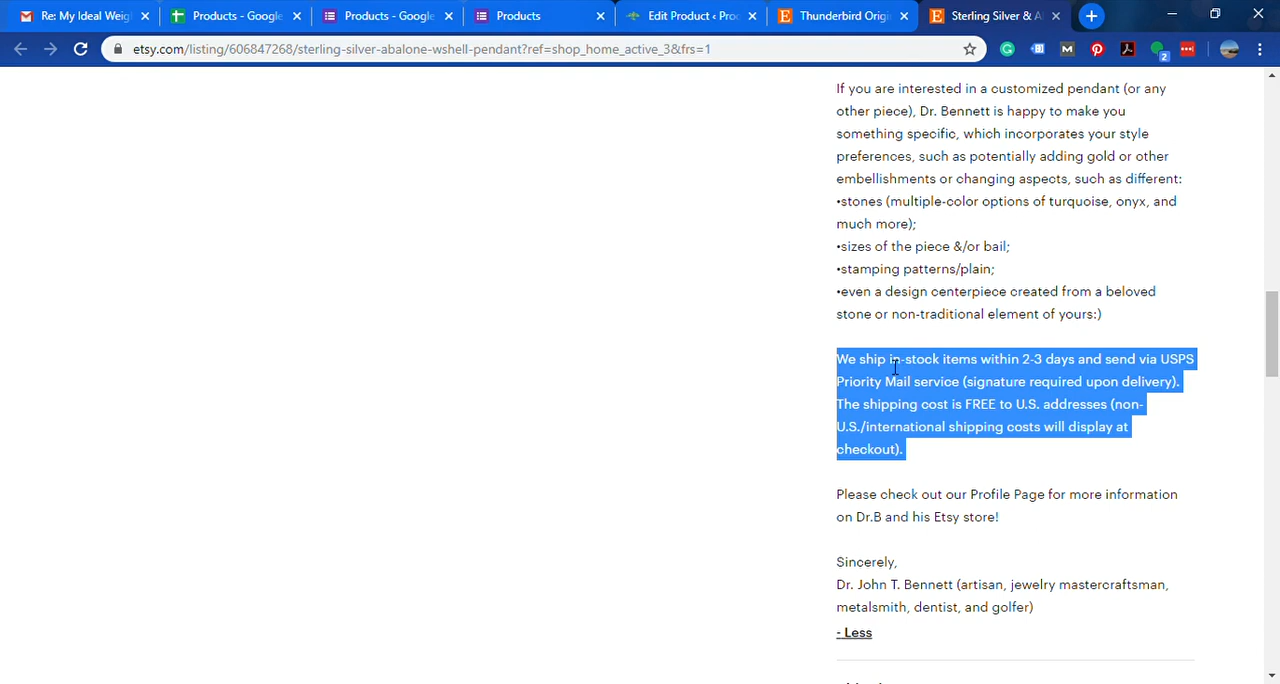 Re: My Ideal Weig
Products - Google
Products - Google
Products
Edit Product ‹ Pro
Thunderbird Origi
Sterling Silver & A
etsy.com/listing/606847268/sterling-silver-abalone-wshell-pendant?ref=shop_home_active_3&frs=1
2
If you are interested in a customized pendant (or any
other piece), Dr. Bennett is happy to make you
something specific, which incorporates your style
preferences, such as potentially adding gold or other
embellishments or changing aspects, such as different:
•stones (multiple-color options of turquoise, onyx, and
much more);
•sizes of the piece &/or bail;
•stamping patterns/plain;
•even a design centerpiece created from a beloved
stone or non-traditional element of yours:)
We ship in-stock items within 2-3 days and send via USPS
Priority Mail service (signature required upon delivery).
The shipping cost is FREE to U.S. addresses (non-
U.S./international shipping costs will display at
checkout).
Please check out our Profile Page for more information
on Dr.B and his Etsy store!
Sincerely,
Dr. John T. Bennett (artisan, jewelry mastercraftsman,
metalsmith, dentist, and golfer)
- Less